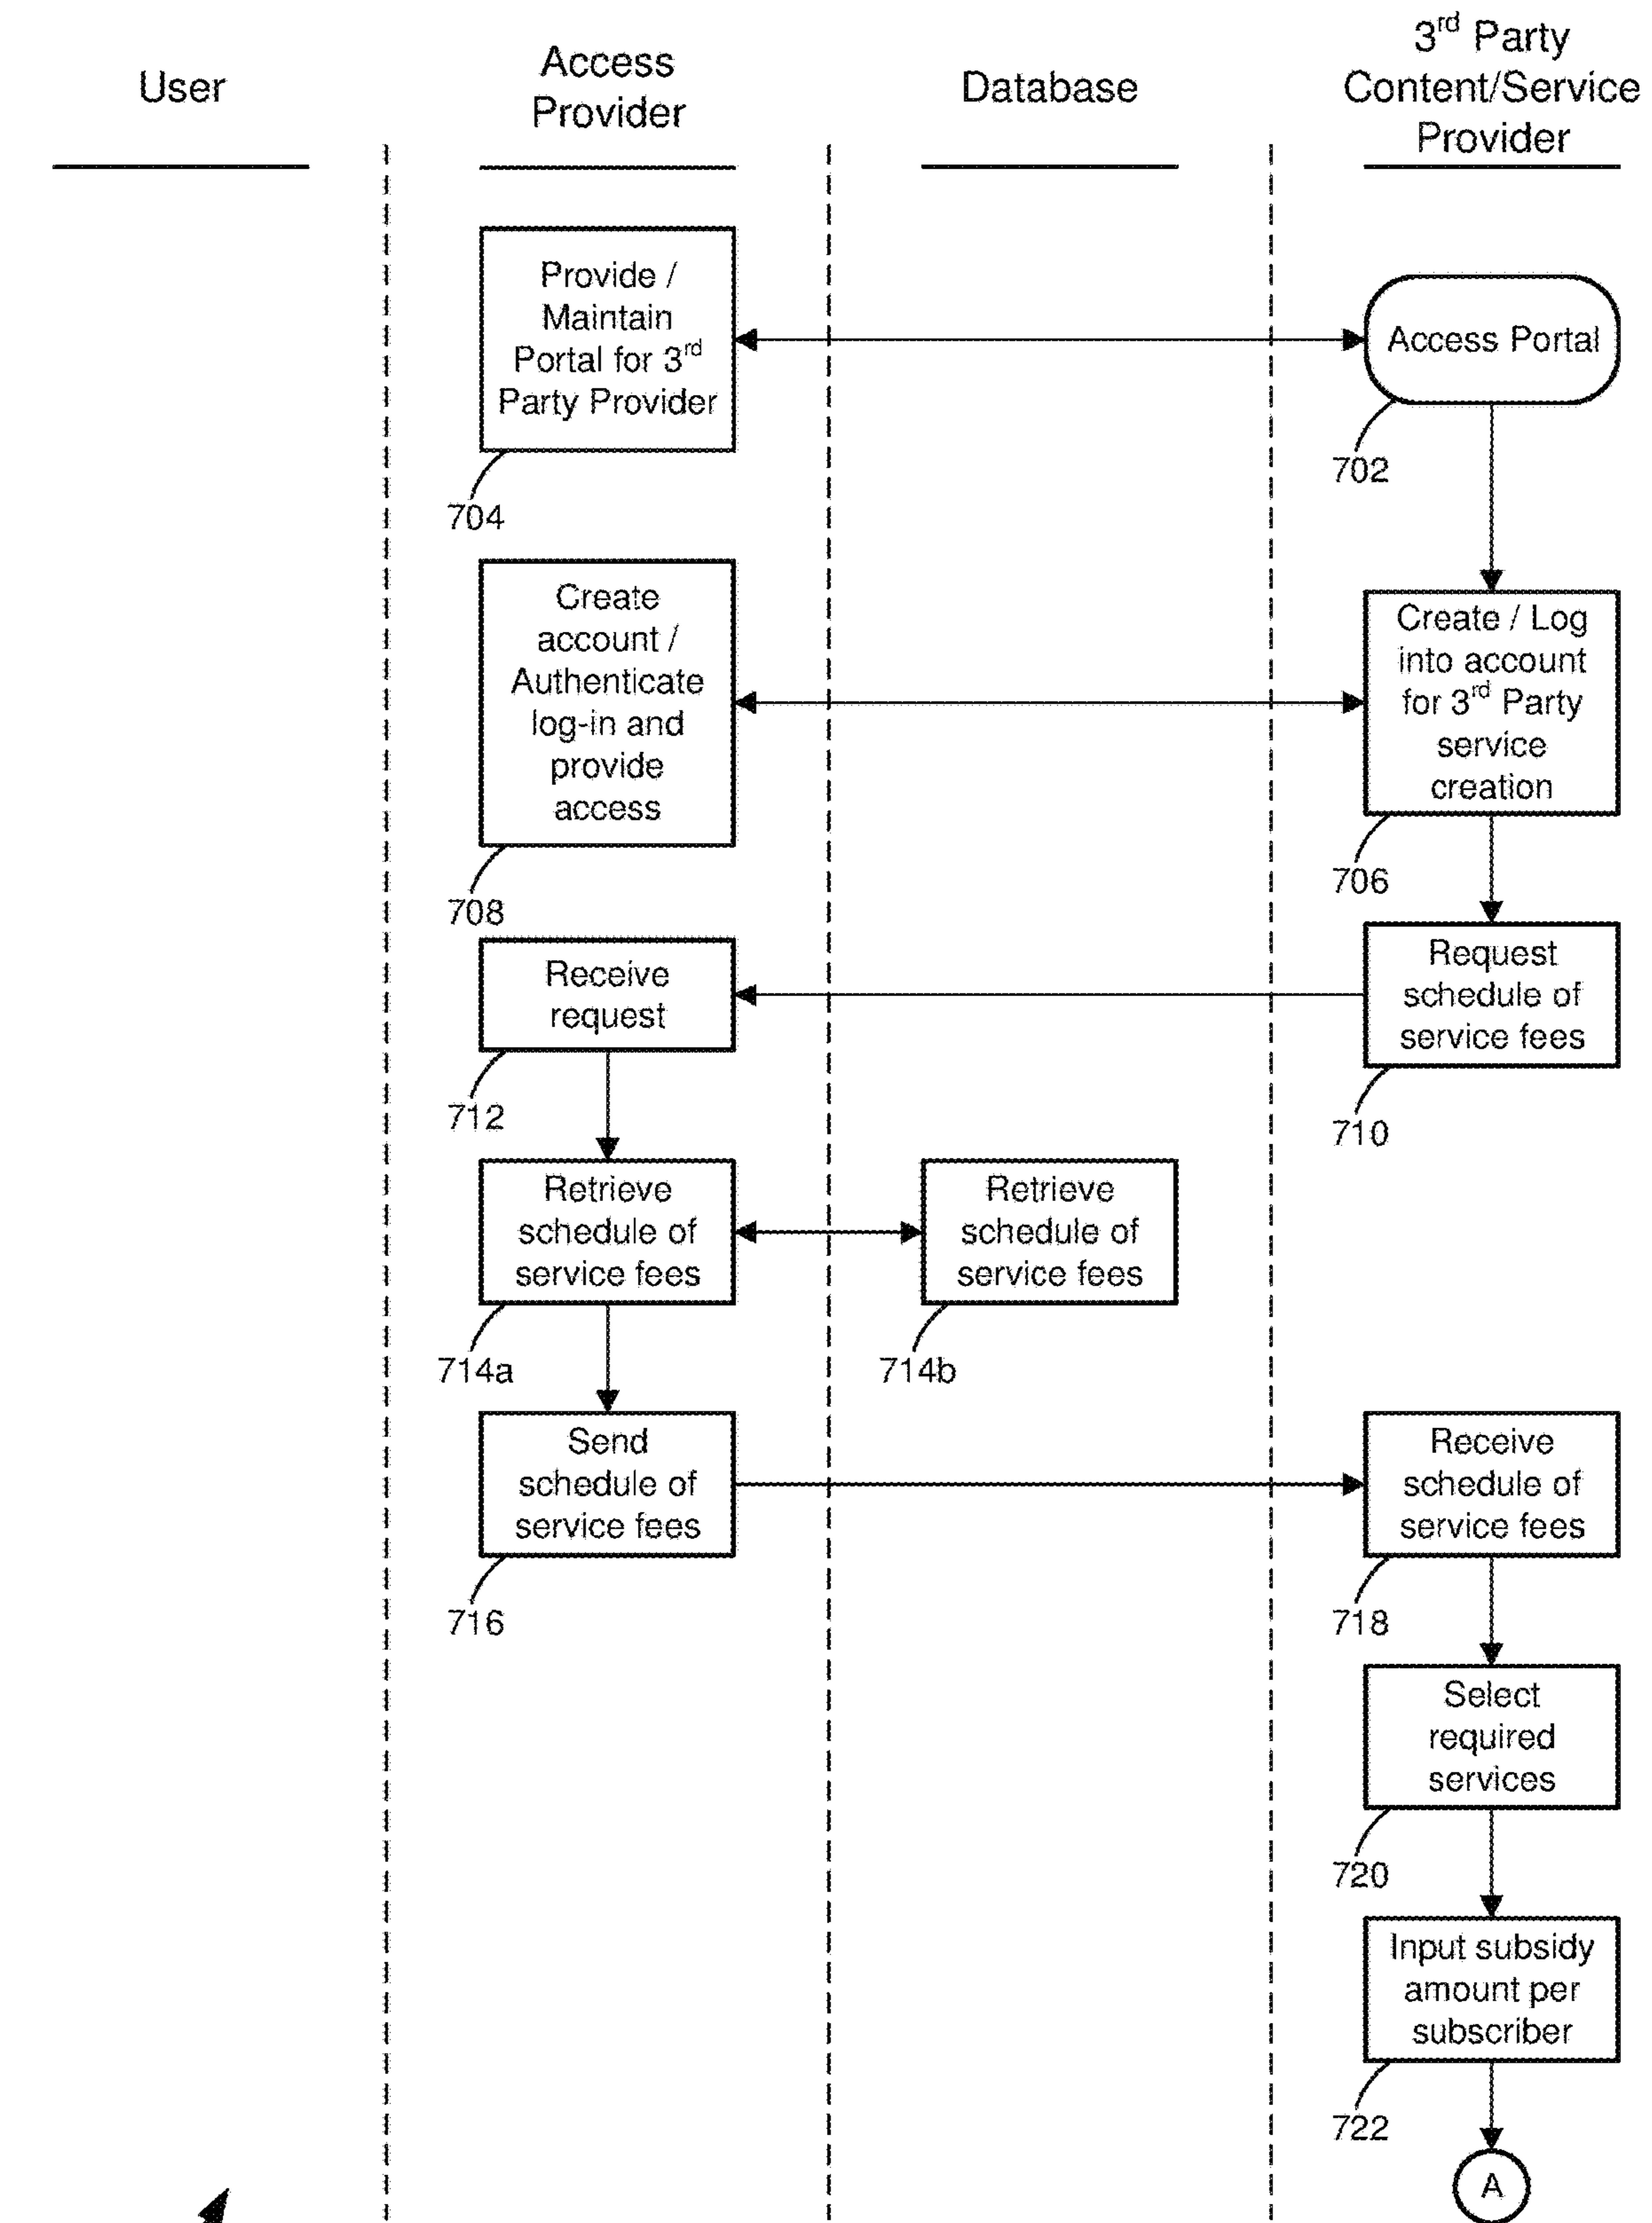 User
Access
Provider
Database
3rd Party
Content/Service
Provider
Provide /
Maintain
Portal for 3rd
Party Provider
704
Access Portal
702
Create
account /
Authenticate
log-in and
provide
access
708
Create / Log
into account
for 3rd Party
service
creation
706
Receive
request
712
Request
schedule of
service fees
710
Retrieve
schedule of
service fees
714a
Retrieve
schedule of
service fees
714b
Send
schedule of
service fees
716
Receive
schedule of
service fees
718
Select
required
services
720
Input subsidy
amount per
subscriber
722
A